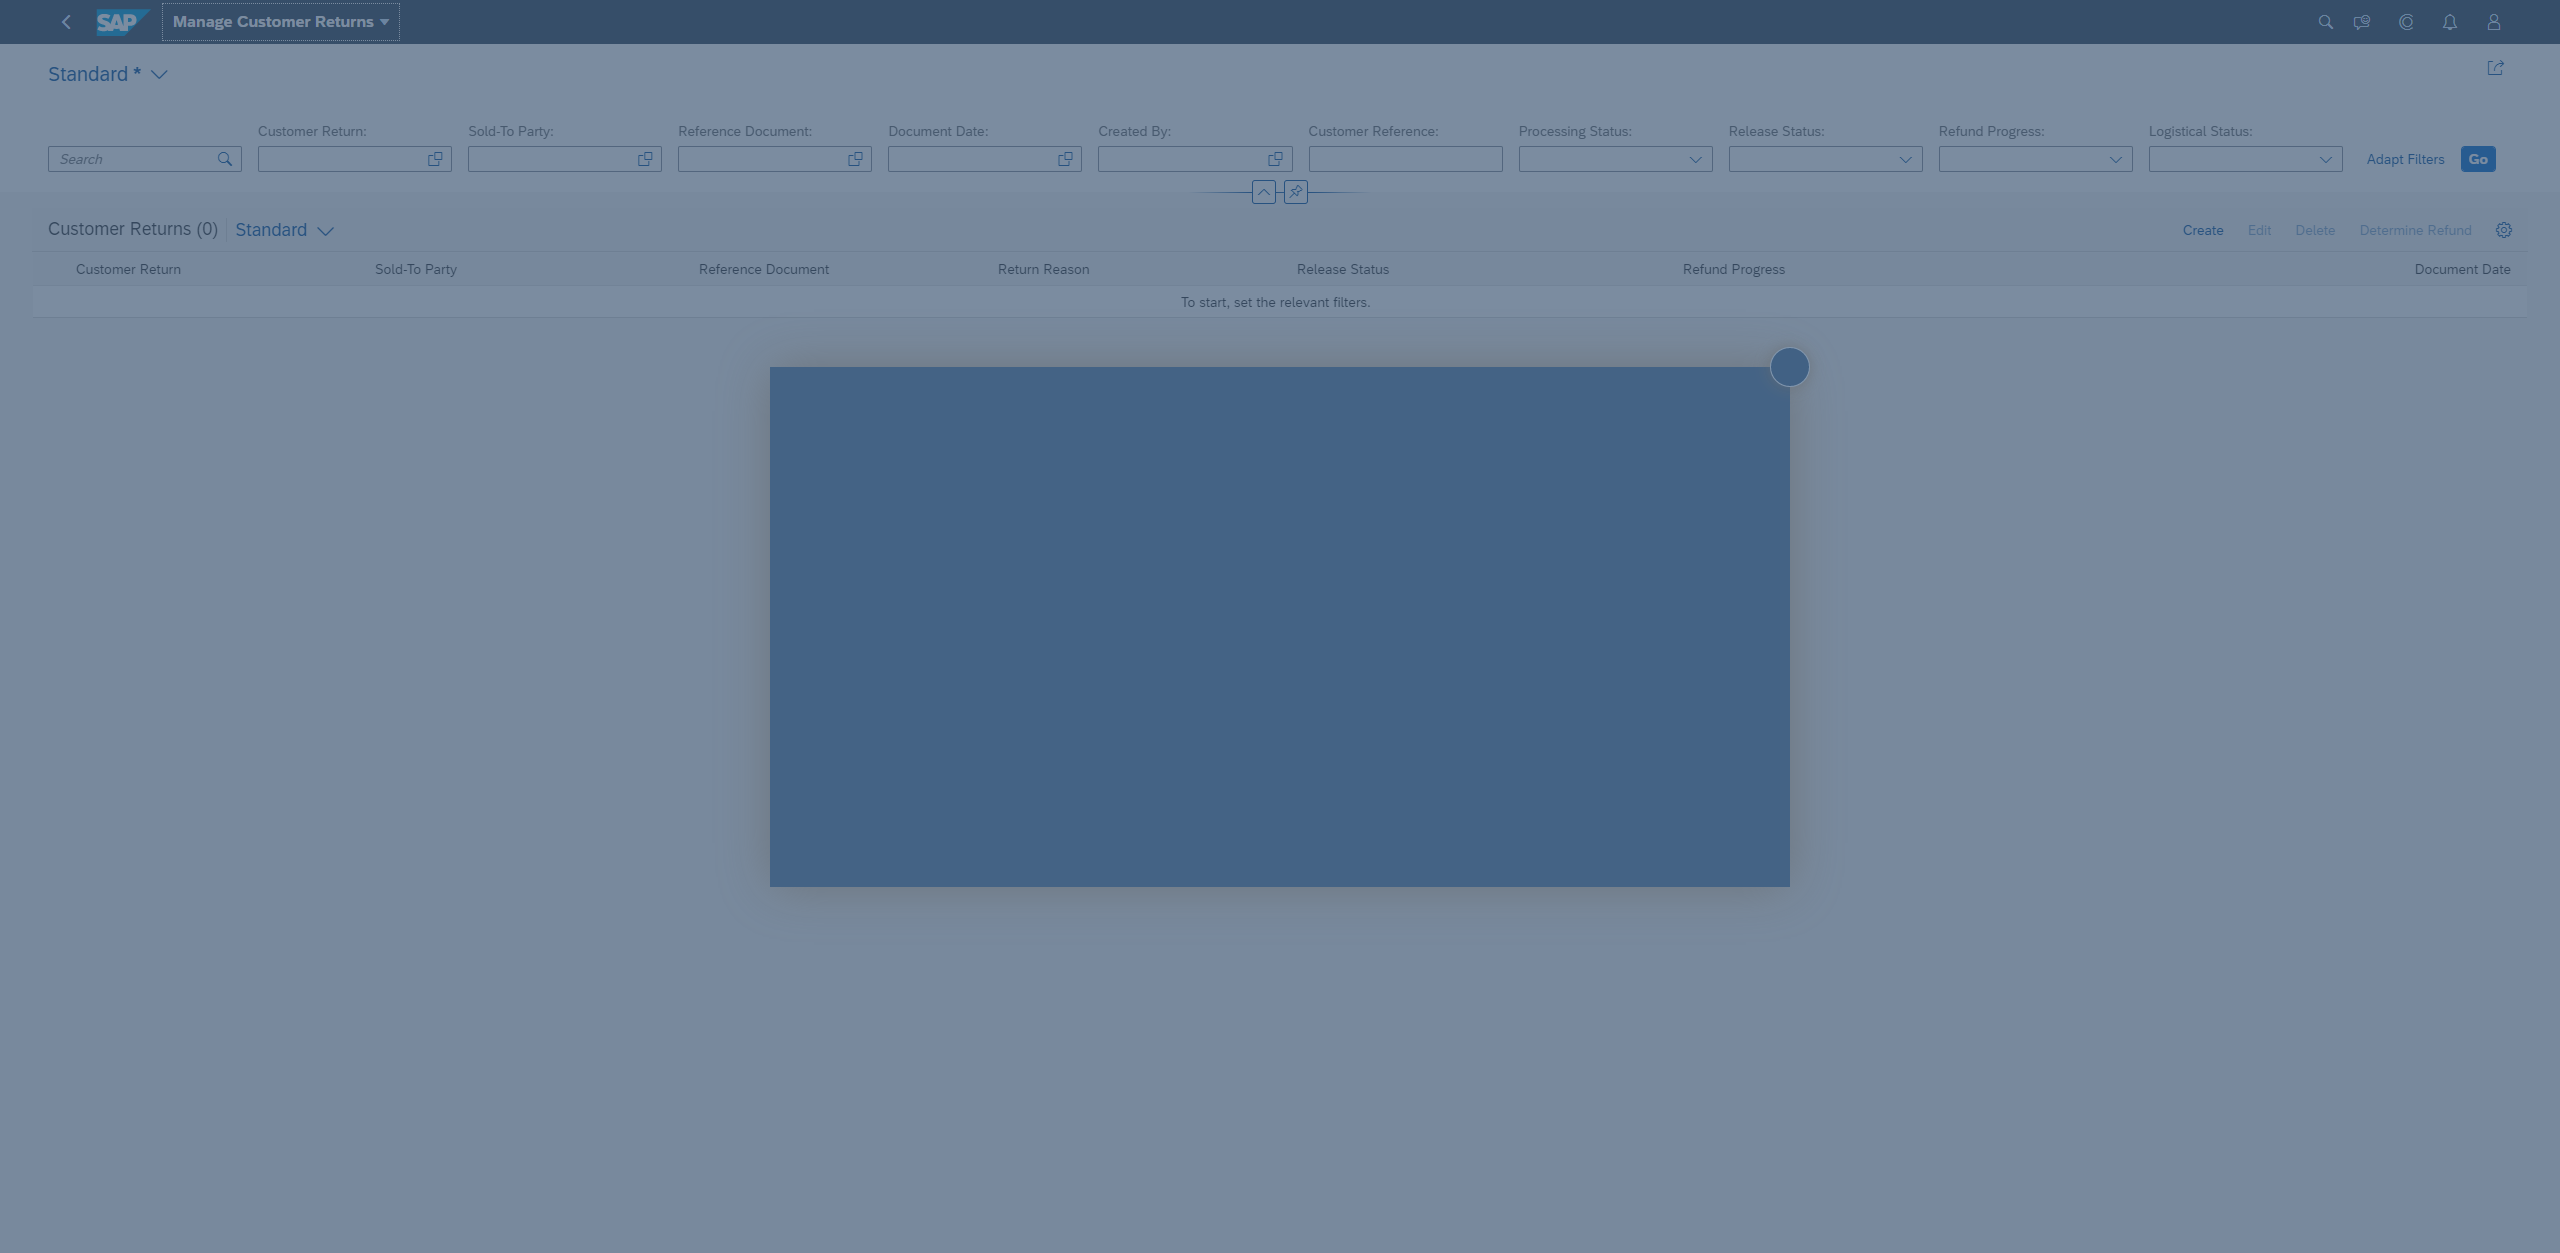 SAP Manage Customer Returns
Standard *
Customer Return: Sold-To Party: Reference Document: Document Date: Created By: Customer Reference: Processing Status: Release Status: Refund Progress: Logistical Status:
Search Adapt Filters Go
Customer Returns (0) Standard Create Edit Delete Determine Refund
Customer Return Sold-To Party Reference Document Return Reason Release Status Refund Progress Document Date
To start, set the relevant filters.